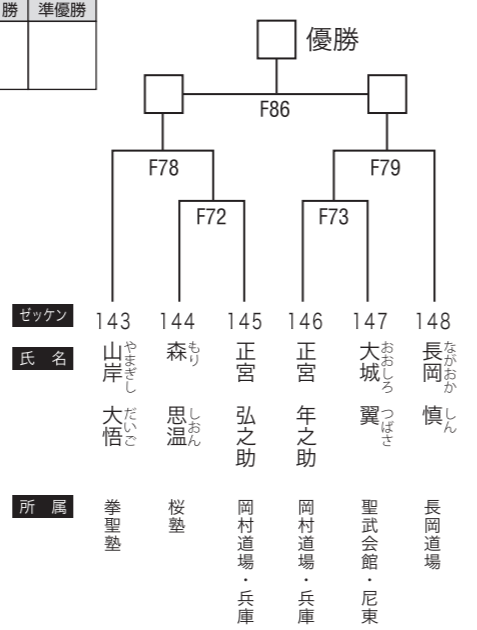 勝 準優勝
優勝
F86
F78 F79
F72 F73
ゼッケン 143 144 145 146 147 148
氏名
山岸 大悟 やまぎし だいご
森 思温 もり しおん
正宮 弘之助
正宮 年之助
大城 翼 おおしろ つばさ
長岡 慎 ながおか しん
所属
拳聖塾
桜塾
岡村道場・兵庫
岡村道場・兵庫
聖武会館・尼東
長岡道場